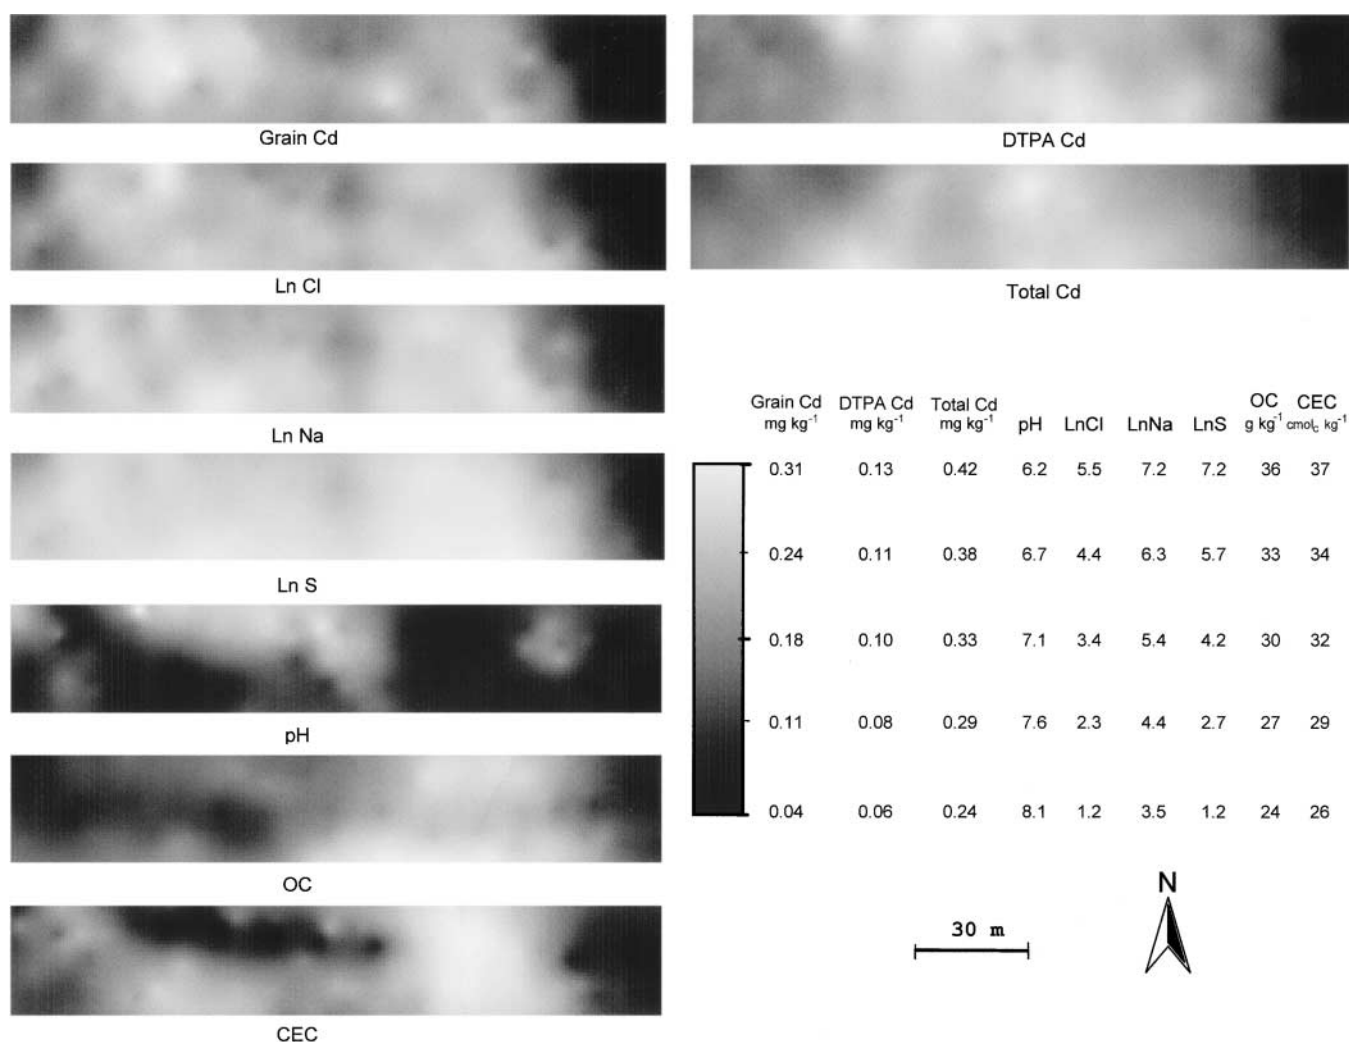 Grain Cd
DTPA Cd
Ln Cl
Total Cd
Ln Na
Ln S
pH
OC
CEC
Grain Cd DTPA Cd Total Cd pH LnCl LnNa LnS OC CEC
mg kg⁻¹ mg kg⁻¹ mg kg⁻¹ g kg⁻¹ cmol_c kg⁻¹
0.31 0.13 0.42 6.2 5.5 7.2 7.2 36 37
0.24 0.11 0.38 6.7 4.4 6.3 5.7 33 34
0.18 0.10 0.33 7.1 3.4 5.4 4.2 30 32
0.11 0.08 0.29 7.6 2.3 4.4 2.7 27 29
0.04 0.06 0.24 8.1 1.2 3.5 1.2 24 26
30 m
N